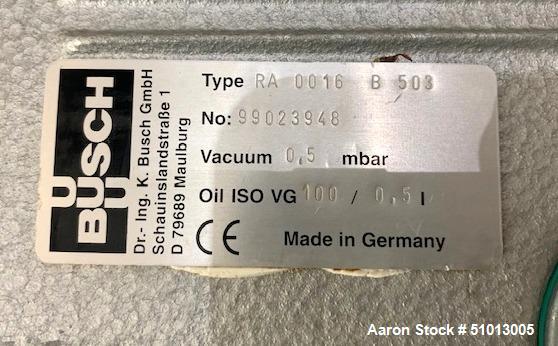 BUSCH
Dr.- Ing. K. Busch GmbH
Schauinslandstraße 1
D 79689 Maulburg
Type RA 0016 B 503
No: 99023948
Vacuum 0,5 mbar
Oil ISO VG 100 / 0,5 l
CE Made in Germany
Aaron Stock # 51013005